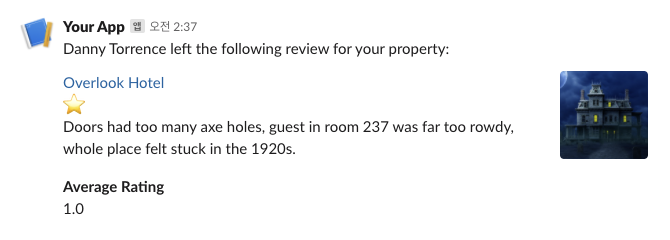 Your App 앱 오전 2:37
Danny Torrence left the following review for your property:
Overlook Hotel
Doors had too many axe holes, guest in room 237 was far too rowdy,
whole place felt stuck in the 1920s.
Average Rating
1.0